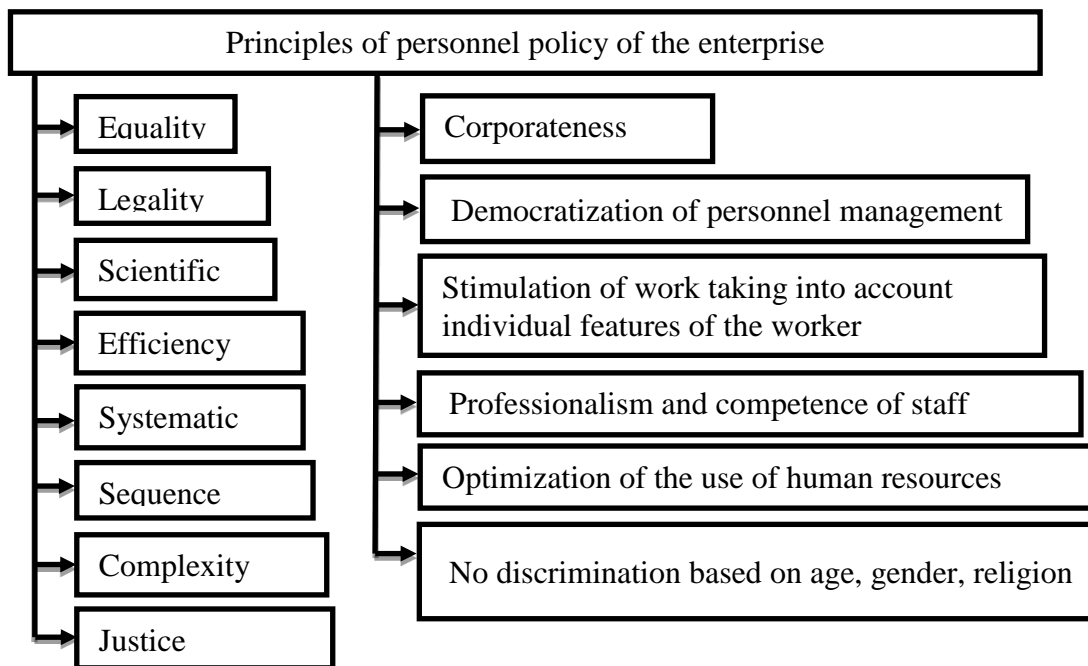 Principles of personnel policy of the enterprise
Equality
Legality
Scientific
Efficiency
Systematic
Sequence
Complexity
Justice
Corporateness
Democratization of personnel management
Stimulation of work taking into account
individual features of the worker
Professionalism and competence of staff
Optimization of the use of human resources
No discrimination based on age, gender, religion